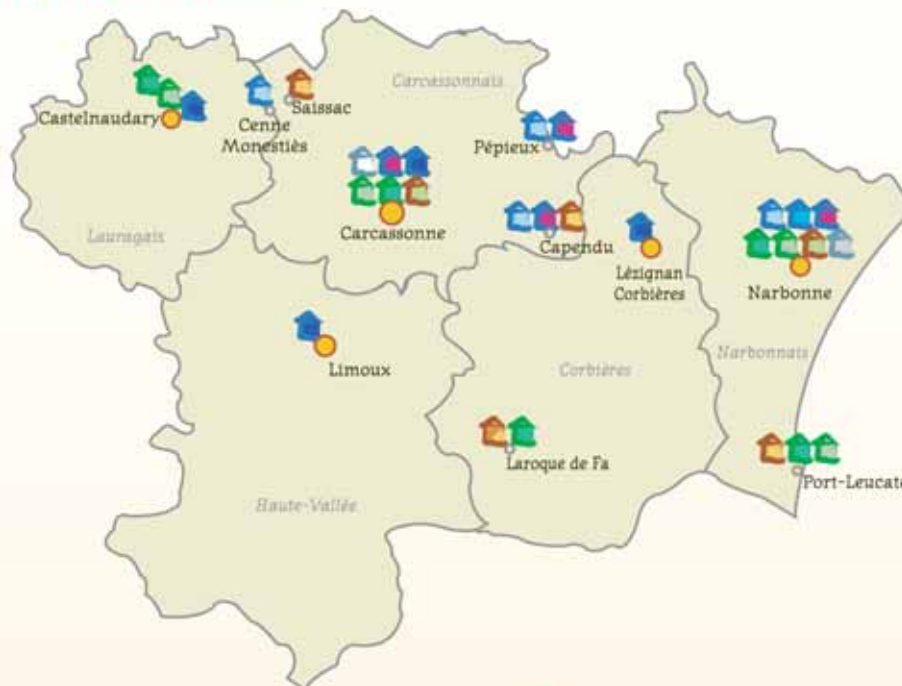 Carcassonnais
Castelnaudary
Cenne
Monestiès
Saissac
Pépieux
Lauragais
Carcassonne
Capendu
Lézignan
Corbières
Narbonne
Limoux
Corbières
Narbonnais
Laroque de Fa
Port-Leucate
Haute-Vallée